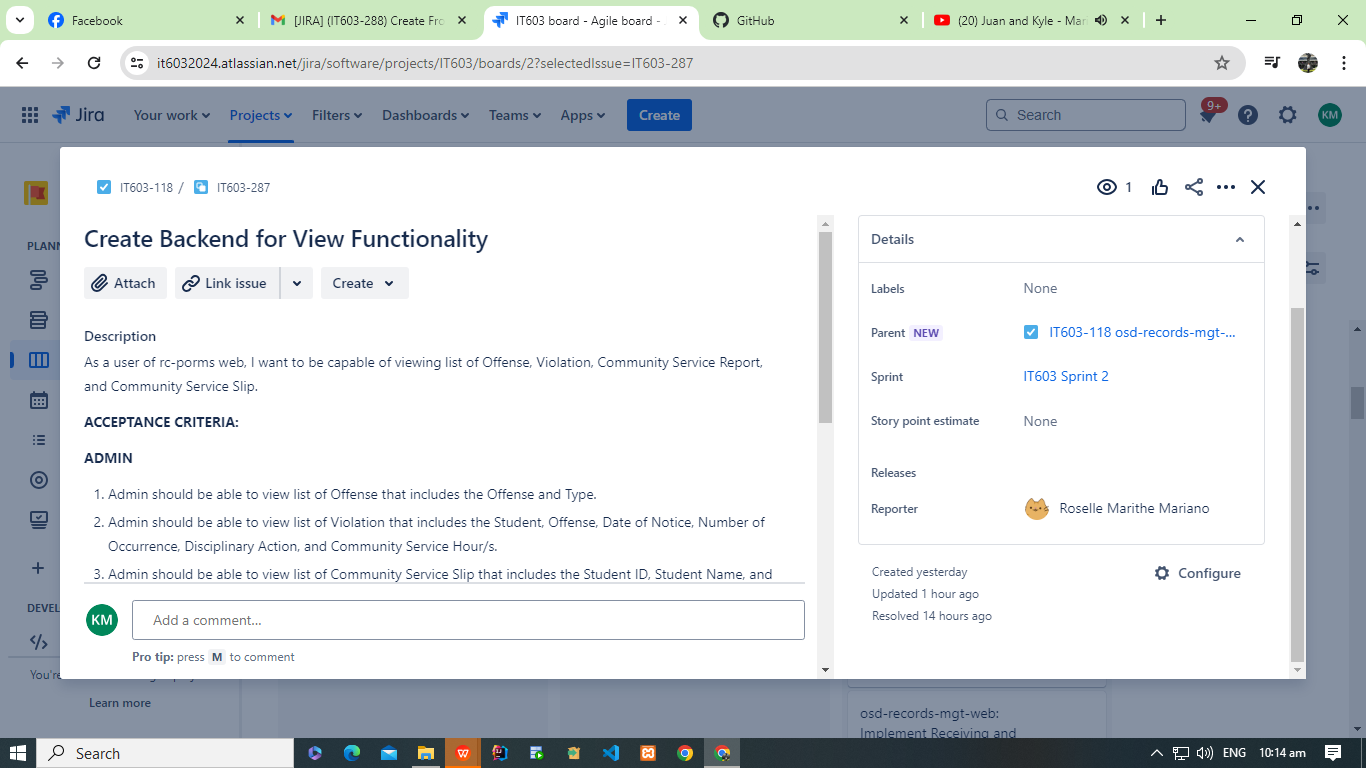 Facebook
[JIRA] (IT603-288) Create Fro
IT603 board - Agile board -
GitHub
(20) Juan and Kyle - Mari
it6032024.atlassian.net/jira/software/projects/IT603/boards/2?selectedIssue=IT603-287
Jira
Your work
Projects
Filters
Dashboards
Teams
Apps
Create
Search
9+
KM
IT603-118 /
IT603-287
1
PLANN
Create Backend for View Functionality
Attach
Link issue
Create
Description
As a user of rc-porms web, I want to be capable of viewing list of Offense, Violation, Community Service Report,
and Community Service Slip.
ACCEPTANCE CRITERIA:
ADMIN
1. Admin should be able to view list of Offense that includes the Offense and Type.
2. Admin should be able to view list of Violation that includes the Student, Offense, Date of Notice, Number of
Occurrence, Disciplinary Action, and Community Service Hour/s.
3. Admin should be able to view list of Community Service Slip that includes the Student ID, Student Name, and
KM
Add a comment...
Pro tip: press M to comment
Details
Labels
None
Parent NEW
IT603-118 osd-records-mgt-...
Sprint
IT603 Sprint 2
Story point estimate
None
Releases
Reporter
Roselle Marithe Mariano
Created yesterday
Updated 1 hour ago
Resolved 14 hours ago
Configure
DEVEL
You're
Learn more
osd-records-mgt-web:
Implement Receiving and
Search
ENG
10:14 am